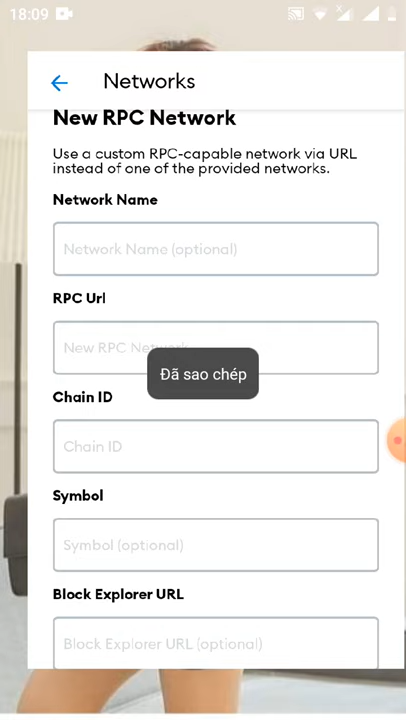 18:09
Networks
New RPC Network
Use a custom RPC-capable network via URL
instead of one of the provided networks.
Network Name
Network Name (optional)
RPC Url
New RPC Network
Đã sao chép
Chain ID
Chain ID
Symbol
Symbol (optional)
Block Explorer URL
Block Explorer URL (optional)